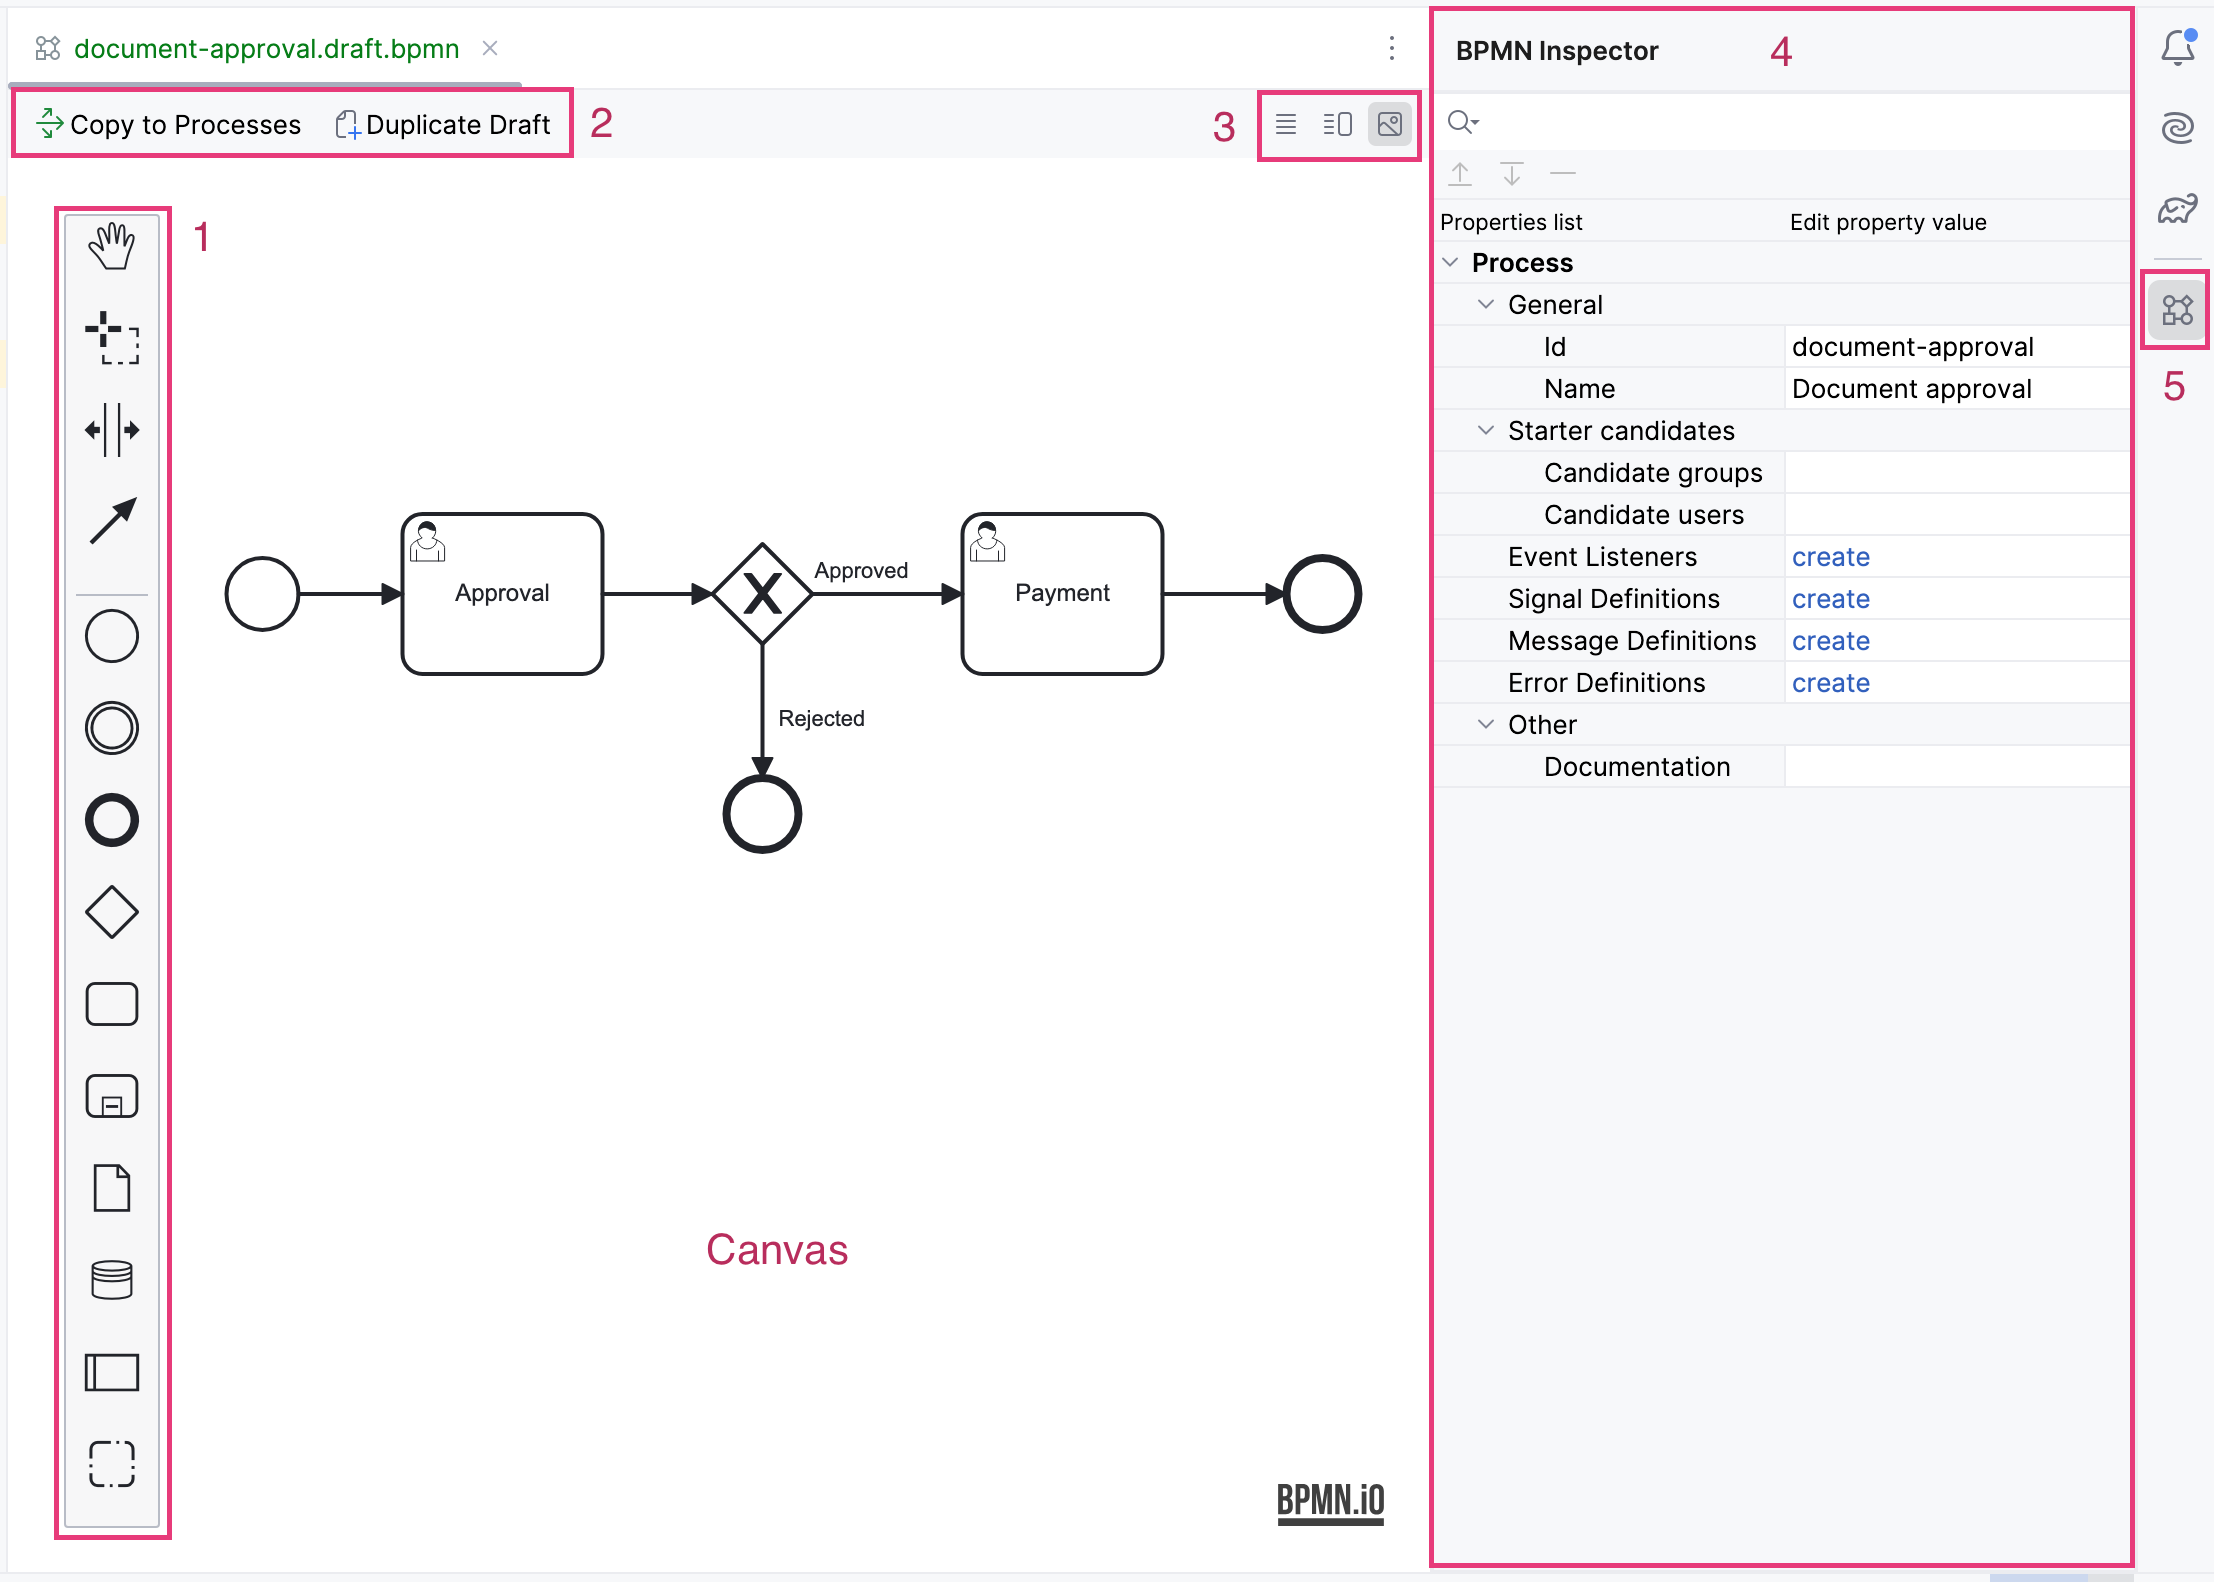 document-approval.draft.bpmn
Copy to Processes Duplicate Draft 2
3
1
Approval
Approved
Payment
Rejected
Canvas
BPMN.iO
BPMN Inspector 4
Properties list Edit property value
Process
General
Id document-approval
Name Document approval
Starter candidates
Candidate groups
Candidate users
Event Listeners create
Signal Definitions create
Message Definitions create
Error Definitions create
Other
Documentation
5